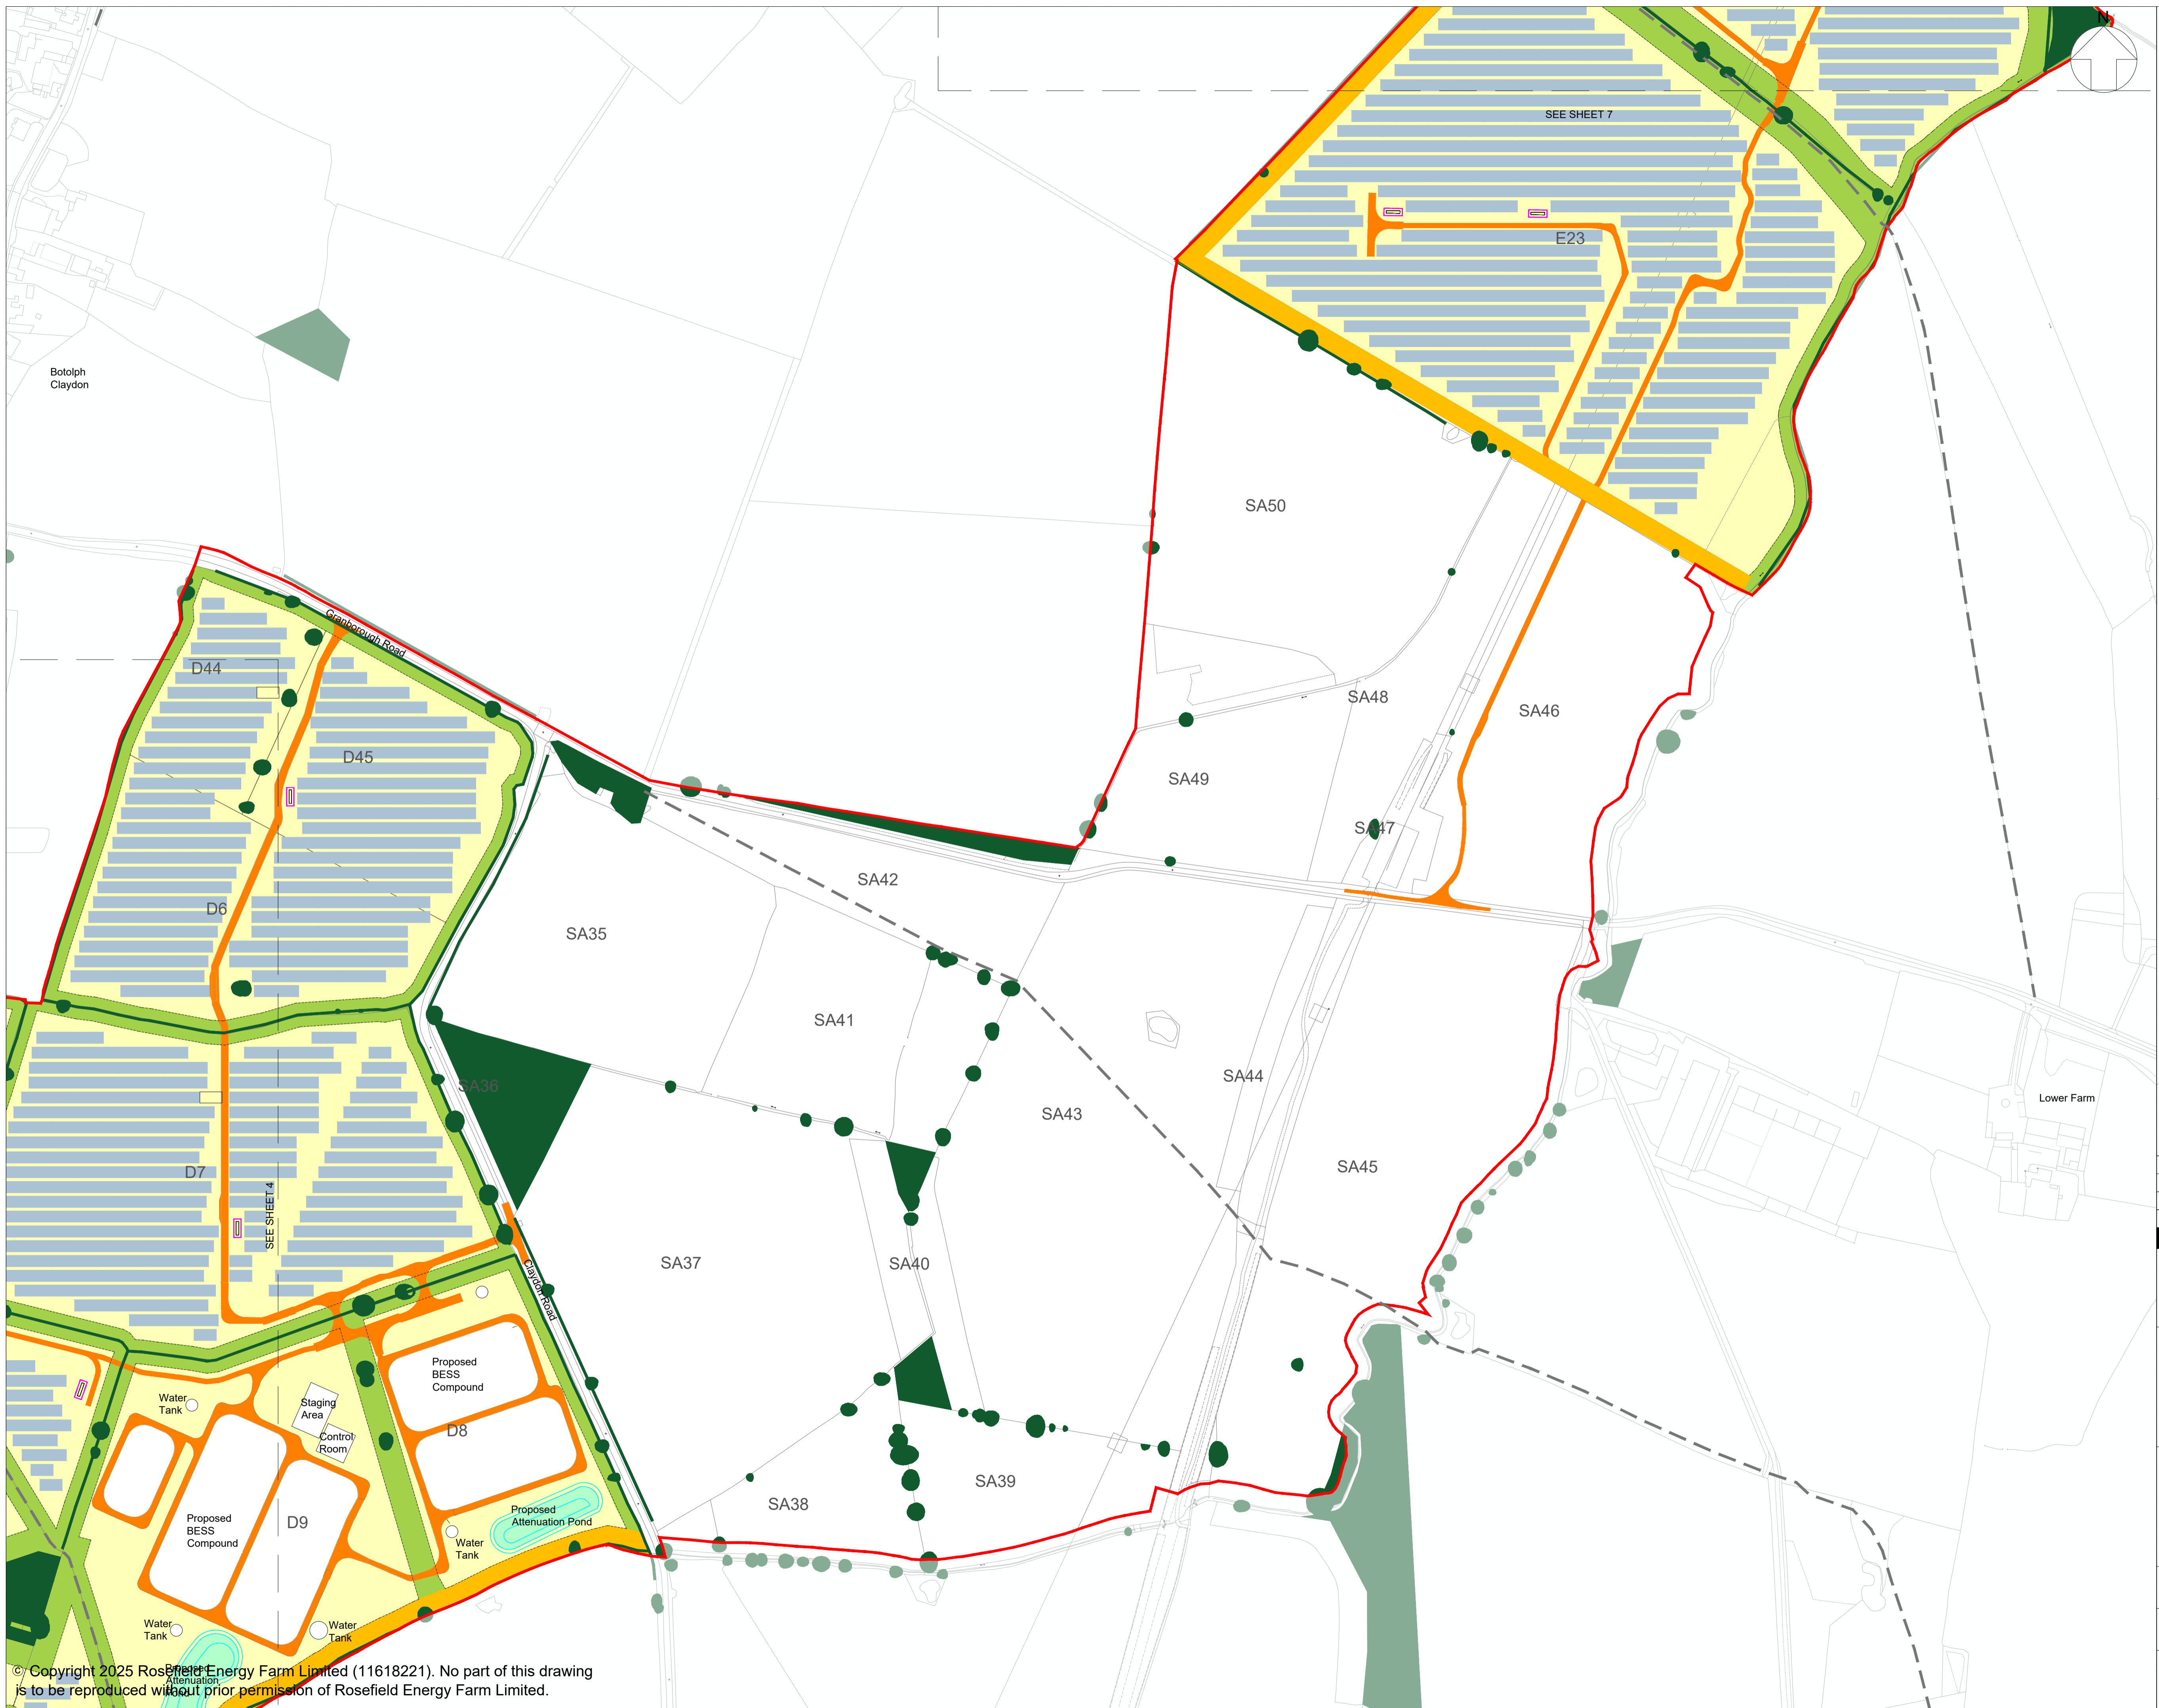 N
SEE SHEET 7
E23
Botolph
Claydon
SA50
Granborough Road
D44
SA48
SA46
D45
SA49
SA47
SA42
D6
SA35
SA41
SA44
SA36
SA43
Lower Farm
D7
SA45
SEE SHEET 4
SA37
SA40
Claydon Road
Proposed
BESS
Compound
Water
Tank
Staging
Area
D8
Control
Room
SA39
SA38
Proposed
Attenuation Pond
Proposed
BESS
Compound
D9
Water
Tank
Water
Tank
Water
Tank
Proposed
Attenuation
Pond
© Copyright 2025 Rosefield Energy Farm Limited (11618221). No part of this drawing
is to be reproduced without prior permission of Rosefield Energy Farm Limited.